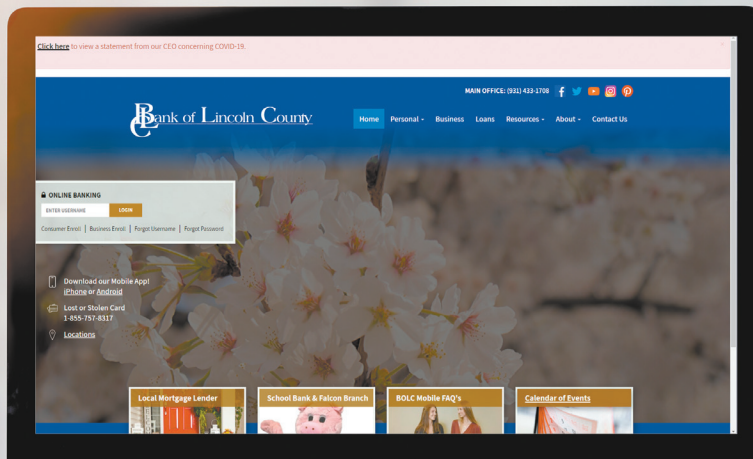 Click here to view a statement from our CEO concerning COVID-19.
MAIN OFFICE: (931) 433-1708
Bank of Lincoln County
Home Personal Business Loans Resources About Contact Us
ONLINE BANKING
ENTER USERNAME LOGIN
Consumer Enroll | Business Enroll | Forgot Username | Forgot Password
Download our Mobile App!
iPhone or Android
Lost or Stolen Card
1-855-757-8317
Locations
Local Mortgage Lender
School Bank & Falcon Branch
BOLC Mobile FAQ's
Calendar of Events